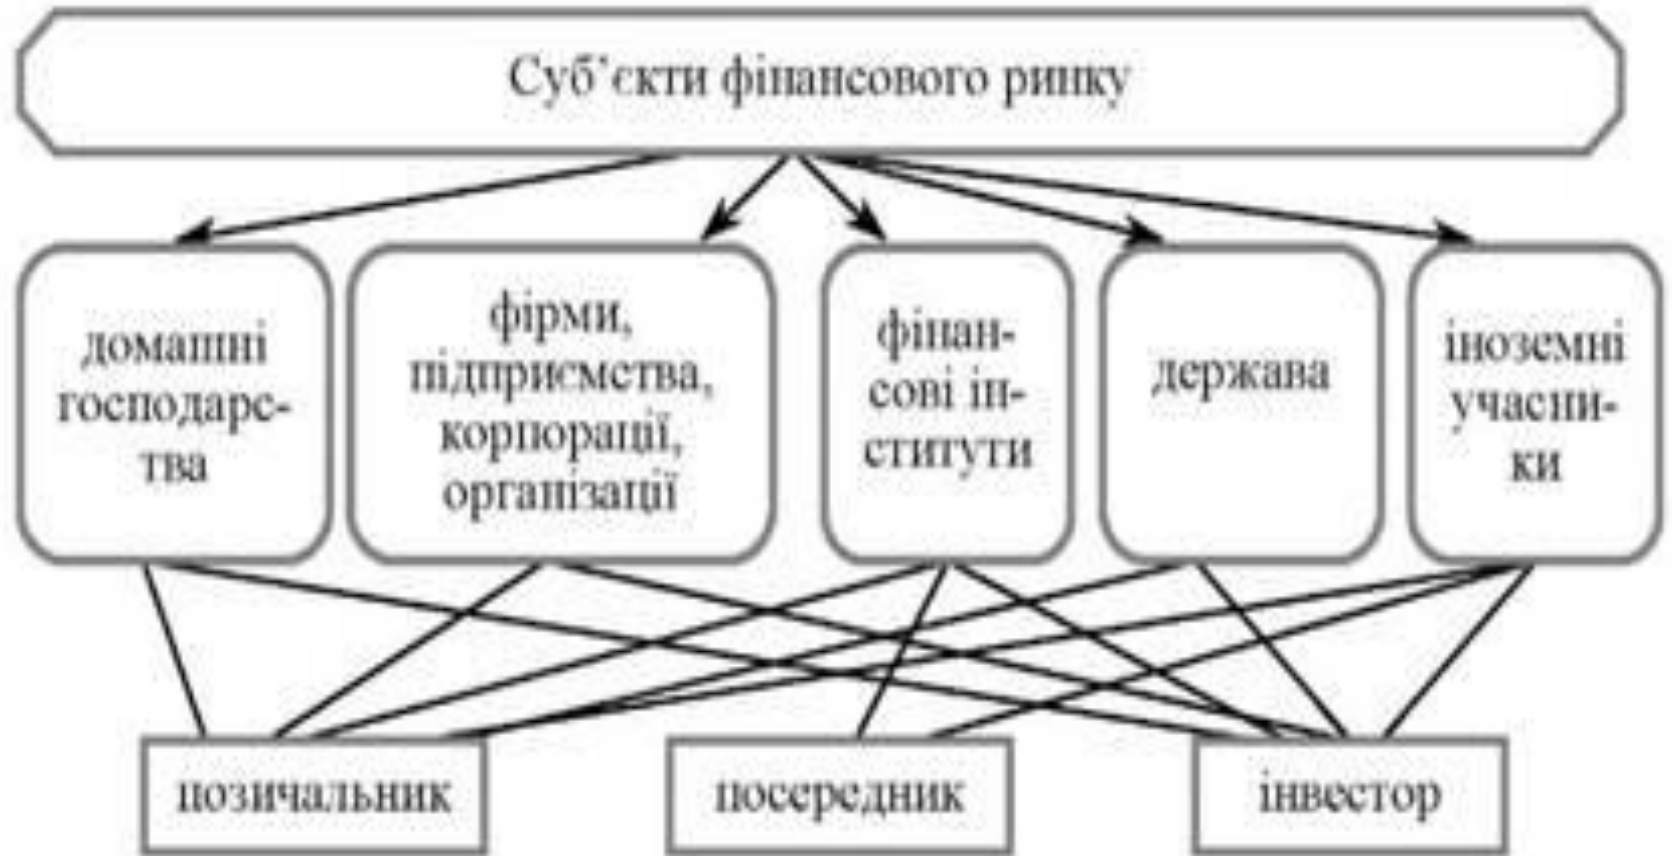 Суб’єкти фінансового ринку
домашні
господарс-
тва
фірми,
підприємства,
корпорації,
організації
фінан-
сові ін-
ститути
держава
іноземні
учасни-
ки
позичальник
посередник
інвестор